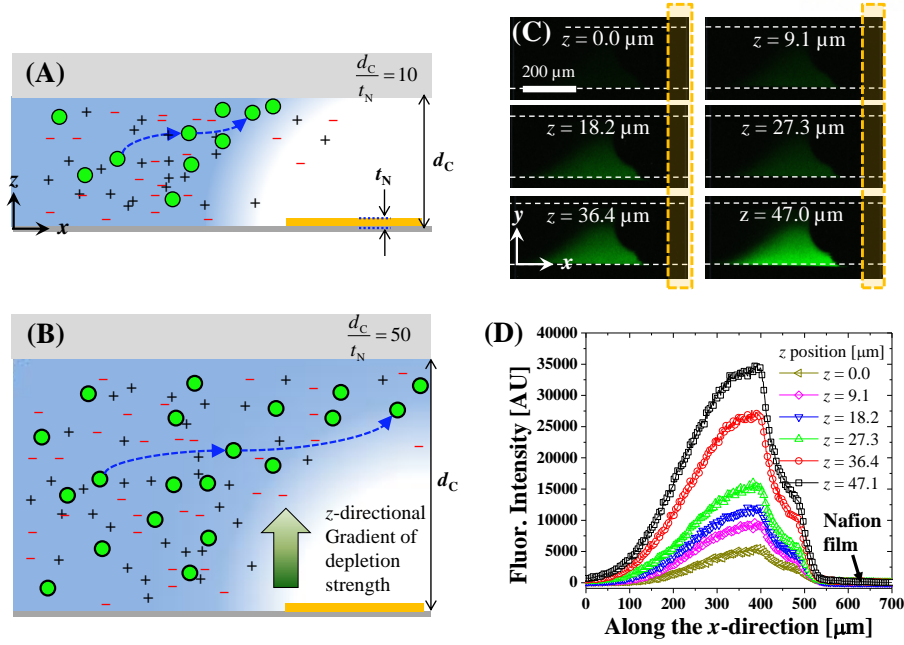 (A)
d_C / t_N = 10
t_N
d_C
z
x
(B)
d_C / t_N = 50
d_C
z-directional
Gradient of
depletion
strength
(C)
z = 0.0 µm
z = 9.1 µm
200 µm
z = 18.2 µm
z = 27.3 µm
z = 36.4 µm
z = 47.0 µm
y
x
(D)
Fluor. Intensity [AU]
40000
35000
30000
25000
20000
15000
10000
5000
0
z position [µm]
z = 0.0
z = 9.1
z = 18.2
z = 27.3
z = 36.4
z = 47.1
Nafion
film
0 100 200 300 400 500 600 700
Along the x-direction [µm]